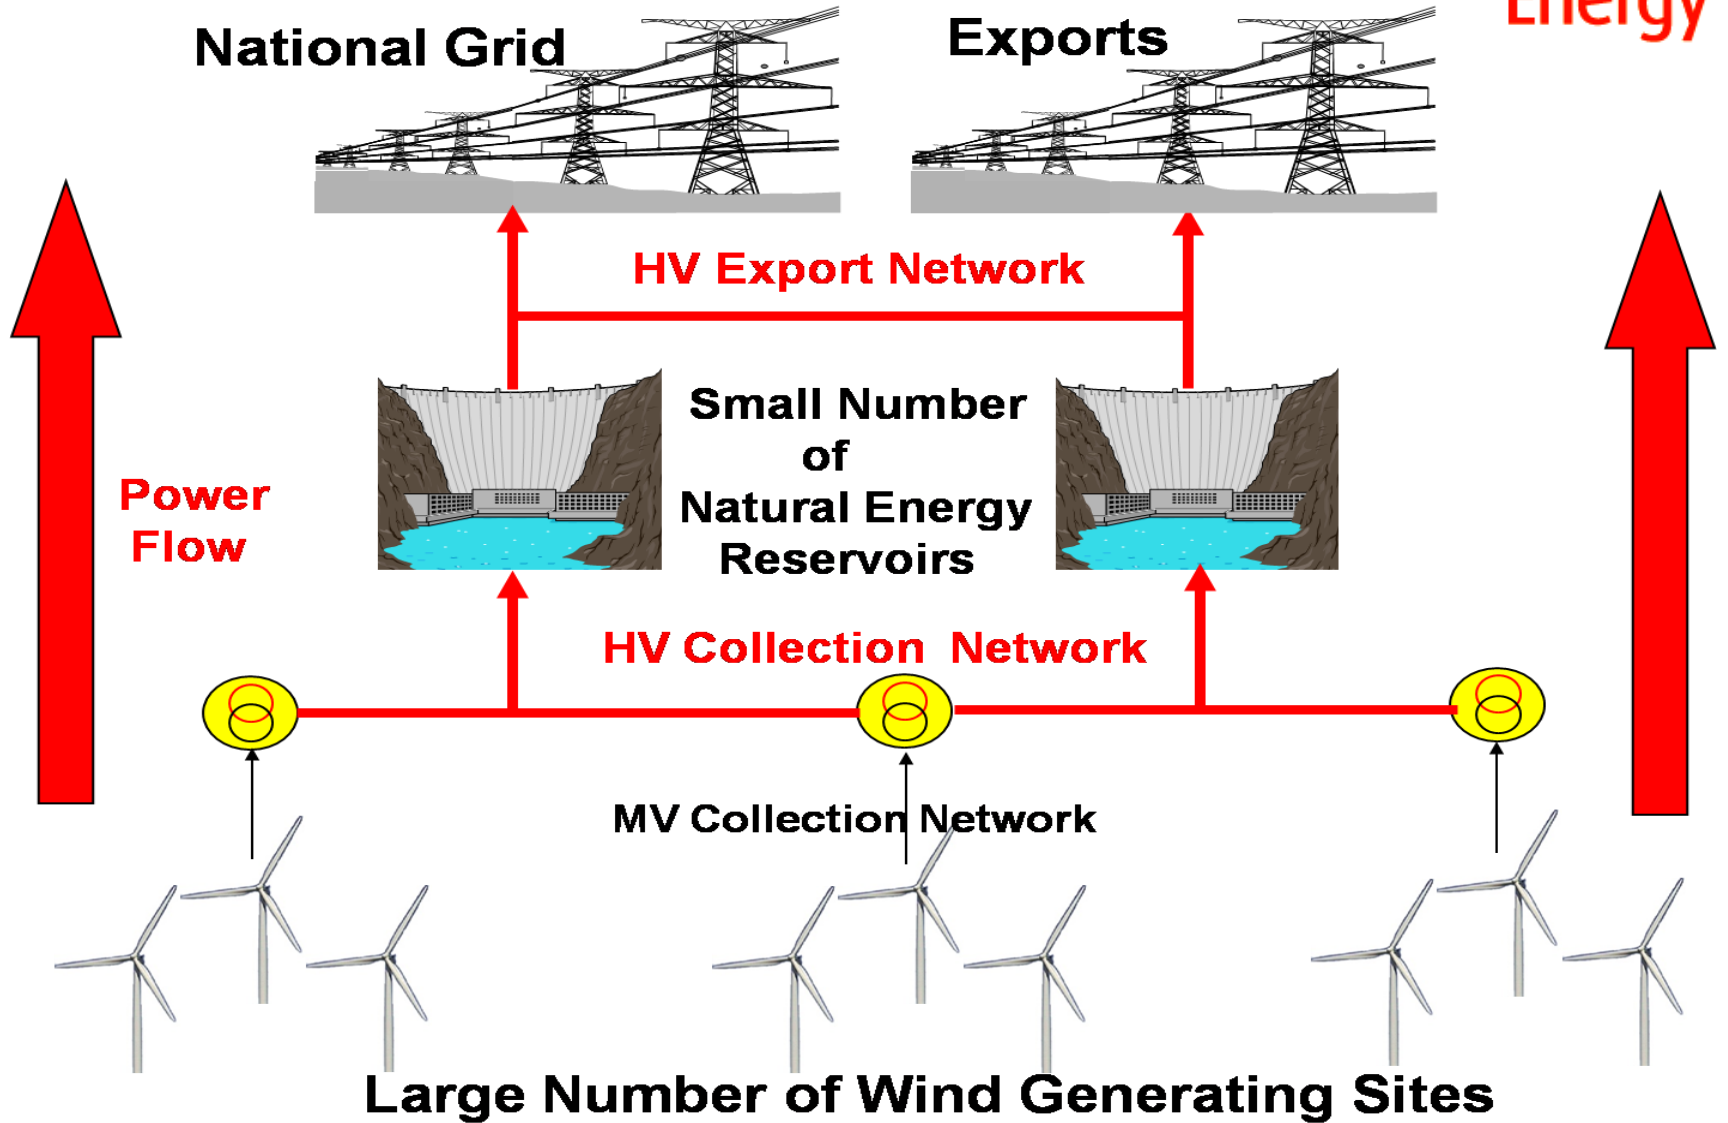 Energy
National Grid
Exports
HV Export Network
Small Number
of
Natural Energy
Reservoirs
Power
Flow
HV Collection Network
MV Collection Network
Large Number of Wind Generating Sites